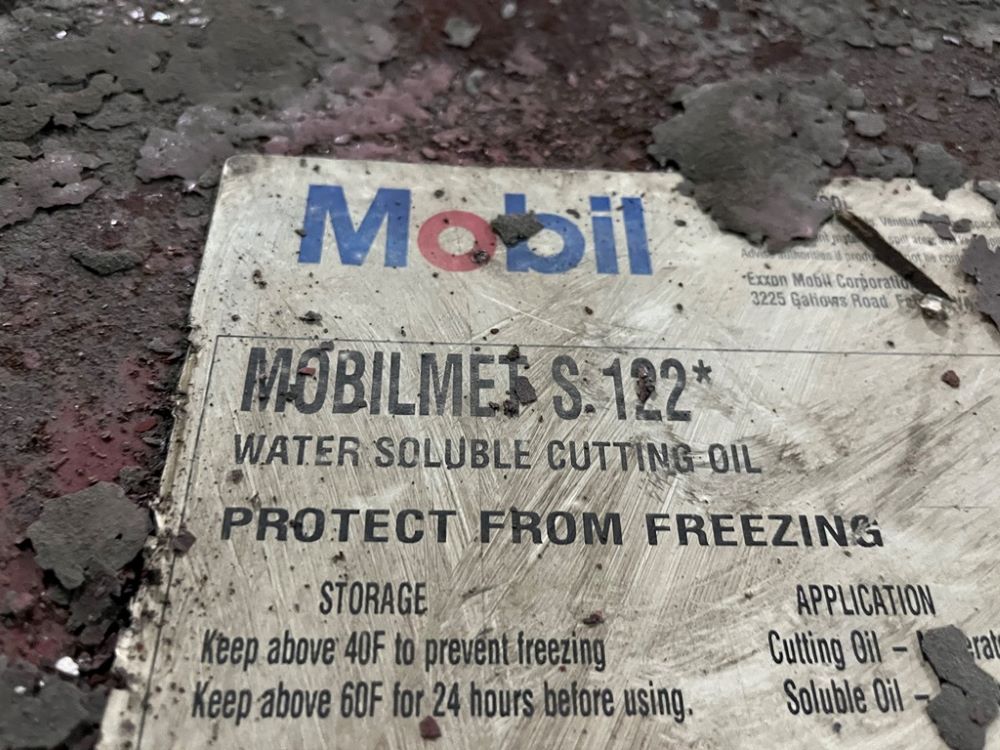 Mobil
Exxon Mobil Corporation
3225 Gallows Road
MOBILMET S. 122*
WATER SOLUBLE CUTTING OIL
PROTECT FROM FREEZING
STORAGE
Keep above 40F to prevent freezing
Keep above 60F for 24 hours before using.
APPLICATION
Cutting Oil –
Soluble Oil –